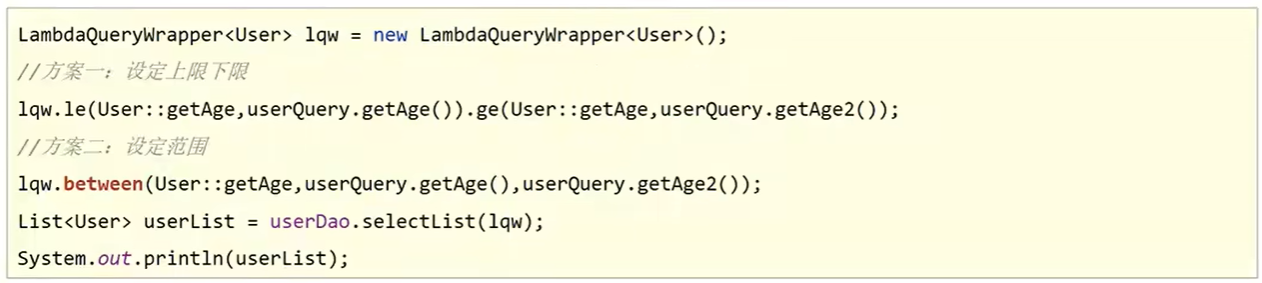 LambdaQueryWrapper<User> lqw = new LambdaQueryWrapper<User>();
//方案一：设定上限下限
lqw.le(User::getAge,userQuery.getAge()).ge(User::getAge,userQuery.getAge2());
//方案二：设定范围
lqw.between(User::getAge,userQuery.getAge(),userQuery.getAge2());
List<User> userList = userDao.selectList(lqw);
System.out.println(userList);